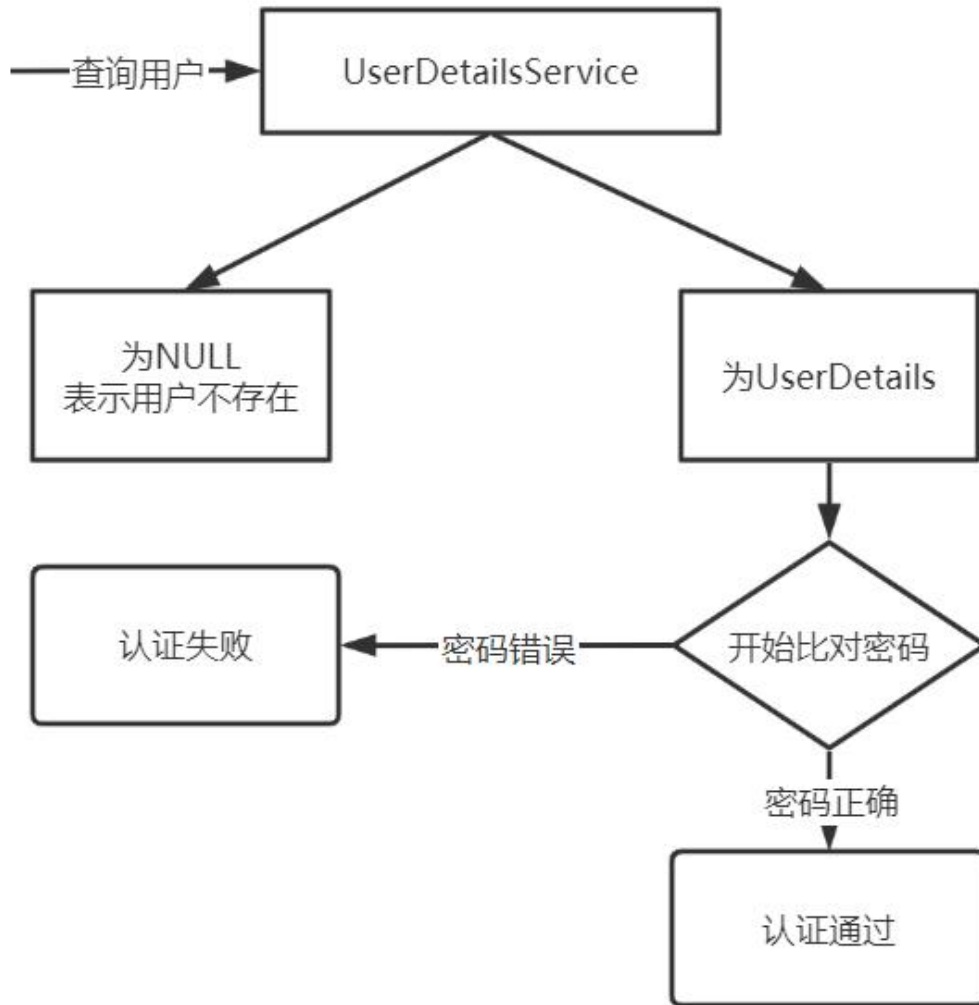 查询用户
UserDetailsService
为NULL
表示用户不存在
为UserDetails
认证失败
密码错误
开始比对密码
密码正确
认证通过